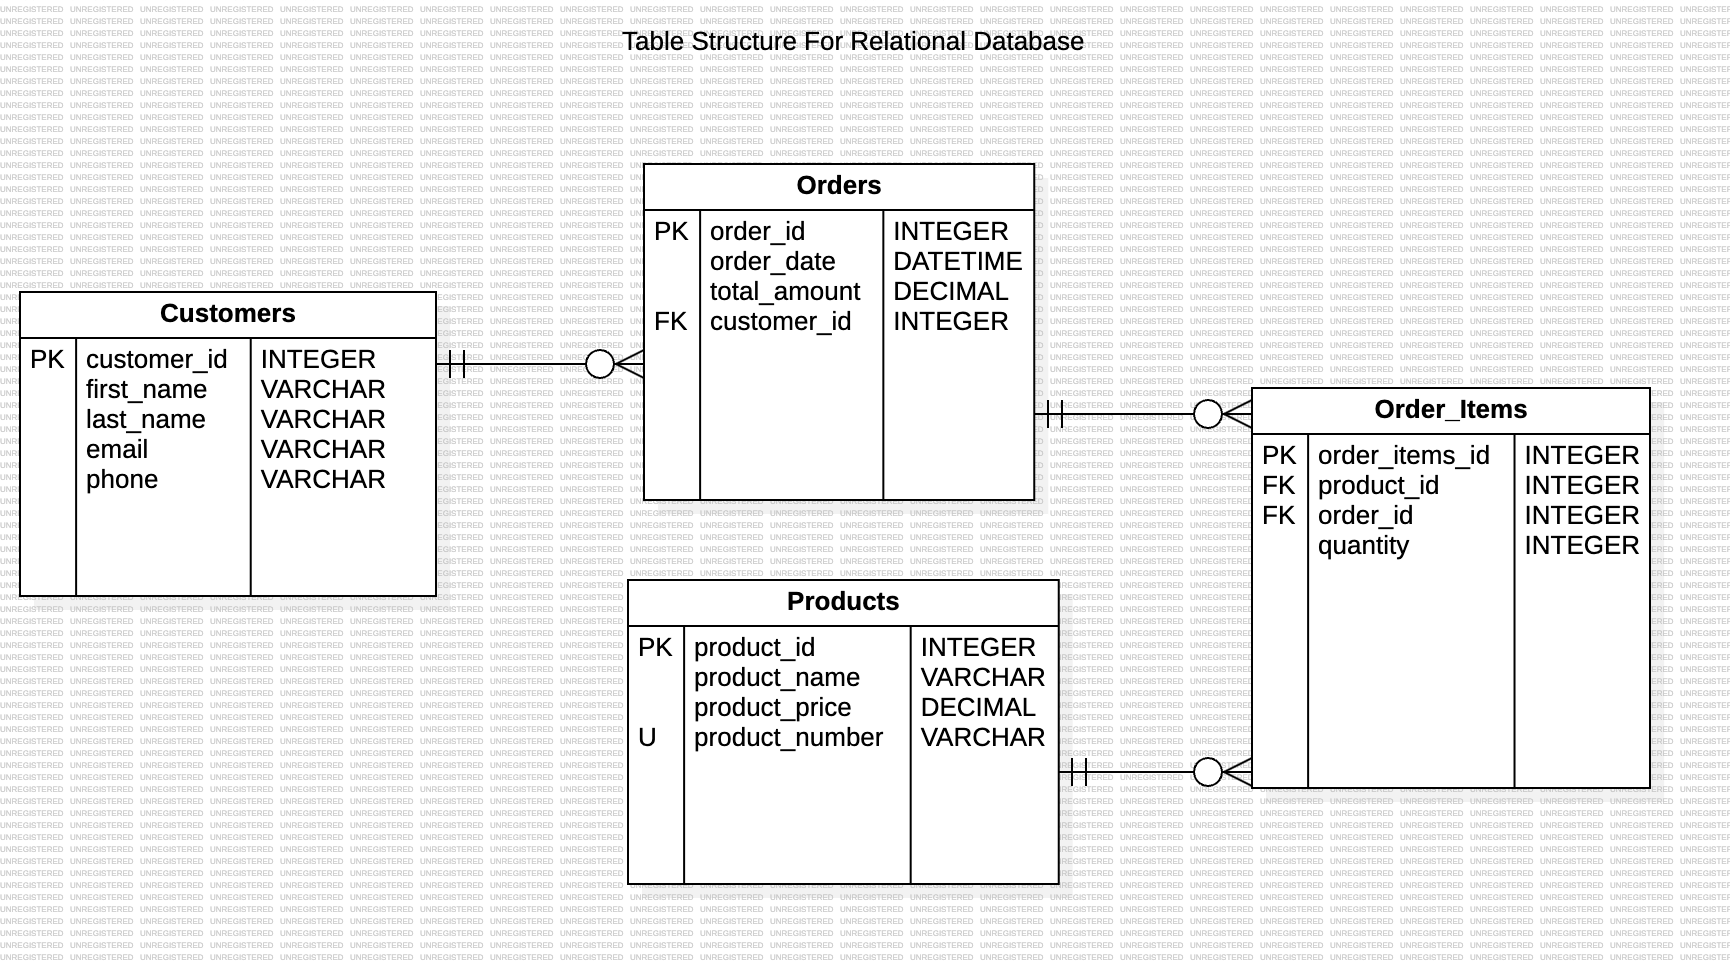 Table Structure For Relational Database
Orders
PK order_id INTEGER
order_date DATETIME
total_amount DECIMAL
FK customer_id INTEGER
Customers
PK customer_id INTEGER
first_name VARCHAR
last_name VARCHAR
email VARCHAR
phone VARCHAR
Order_Items
PK order_items_id INTEGER
FK product_id INTEGER
FK order_id INTEGER
quantity INTEGER
Products
PK product_id INTEGER
product_name VARCHAR
product_price DECIMAL
U product_number VARCHAR
UNREGISTERED